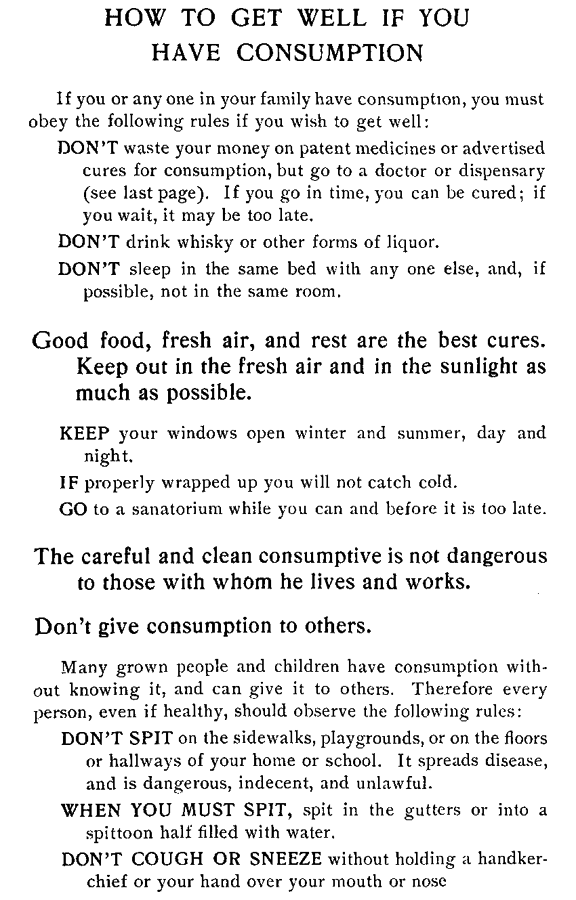 HOW TO GET WELL IF YOU
HAVE CONSUMPTION
If you or any one in your family have consumption, you must
obey the following rules if you wish to get well:
DON'T waste your money on patent medicines or advertised
cures for consumption, but go to a doctor or dispensary
(see last page). If you go in time, you can be cured; if
you wait, it may be too late.
DON'T drink whisky or other forms of liquor.
DON'T sleep in the same bed with any one else, and, if
possible, not in the same room.
Good food, fresh air, and rest are the best cures.
Keep out in the fresh air and in the sunlight as
much as possible.
KEEP your windows open winter and summer, day and
night.
IF properly wrapped up you will not catch cold.
GO to a sanatorium while you can and before it is too late.
The careful and clean consumptive is not dangerous
to those with whom he lives and works.
Don't give consumption to others.
Many grown people and children have consumption with-
out knowing it, and can give it to others. Therefore every
person, even if healthy, should observe the following rules:
DON'T SPIT on the sidewalks, playgrounds, or on the floors
or hallways of your home or school. It spreads disease,
and is dangerous, indecent, and unlawful.
WHEN YOU MUST SPIT, spit in the gutters or into a
spittoon half filled with water.
DON'T COUGH OR SNEEZE without holding a handker-
chief or your hand over your mouth or nose